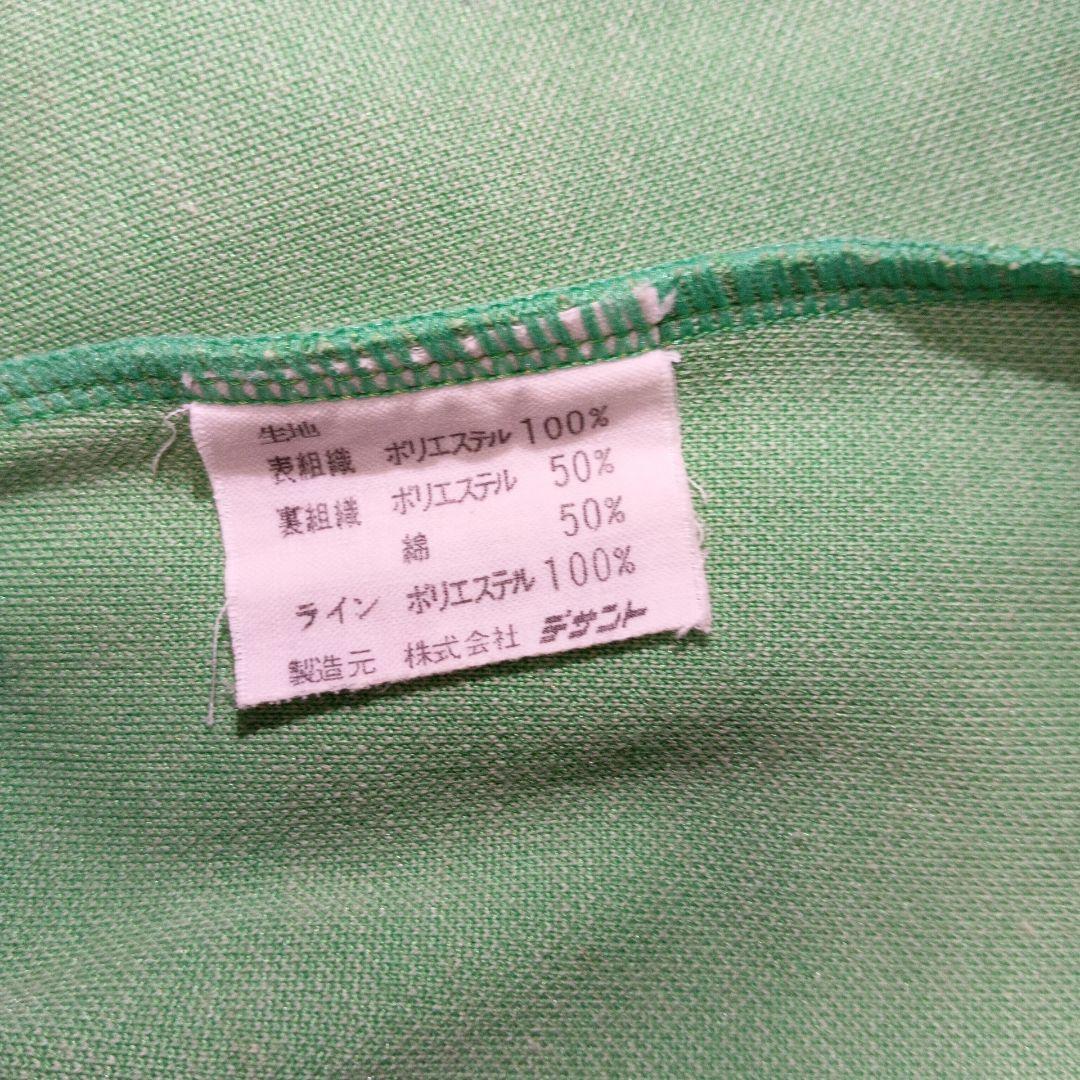 生地
表組織 ポリエステル 100%
裏組織 ポリエステル 50%
綿 50%
ライン ポリエステル 100%
製造元 株式会社 デサント